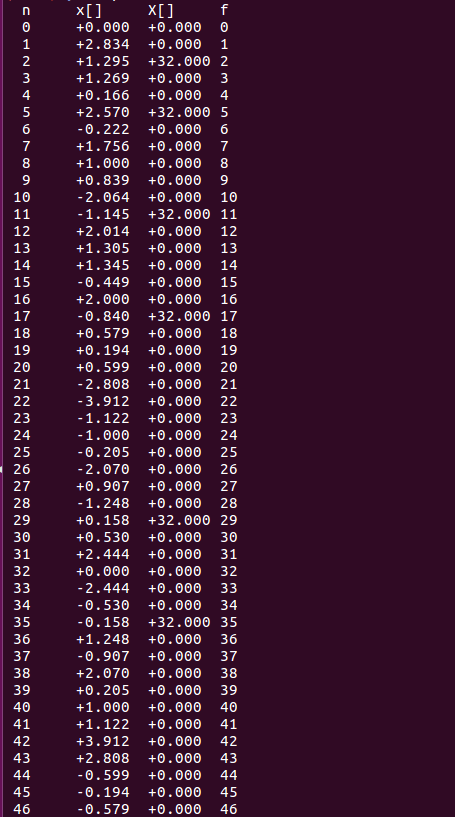 n x[] X[] f
0 +0.000 +0.000 0
1 +2.834 +0.000 1
2 +1.295 +32.000 2
3 +1.269 +0.000 3
4 +0.166 +0.000 4
5 +2.570 +32.000 5
6 -0.222 +0.000 6
7 +1.756 +0.000 7
8 +1.000 +0.000 8
9 +0.839 +0.000 9
10 -2.064 +0.000 10
11 -1.145 +32.000 11
12 +2.014 +0.000 12
13 +1.305 +0.000 13
14 +1.345 +0.000 14
15 -0.449 +0.000 15
16 +2.000 +0.000 16
17 -0.840 +32.000 17
18 +0.579 +0.000 18
19 +0.194 +0.000 19
20 +0.599 +0.000 20
21 -2.808 +0.000 21
22 -3.912 +0.000 22
23 -1.122 +0.000 23
24 -1.000 +0.000 24
25 -0.205 +0.000 25
26 -2.070 +0.000 26
27 +0.907 +0.000 27
28 -1.248 +0.000 28
29 +0.158 +32.000 29
30 +0.530 +0.000 30
31 +2.444 +0.000 31
32 +0.000 +0.000 32
33 -2.444 +0.000 33
34 -0.530 +0.000 34
35 -0.158 +32.000 35
36 +1.248 +0.000 36
37 -0.907 +0.000 37
38 +2.070 +0.000 38
39 +0.205 +0.000 39
40 +1.000 +0.000 40
41 +1.122 +0.000 41
42 +3.912 +0.000 42
43 +2.808 +0.000 43
44 -0.599 +0.000 44
45 -0.194 +0.000 45
46 -0.579 +0.000 46